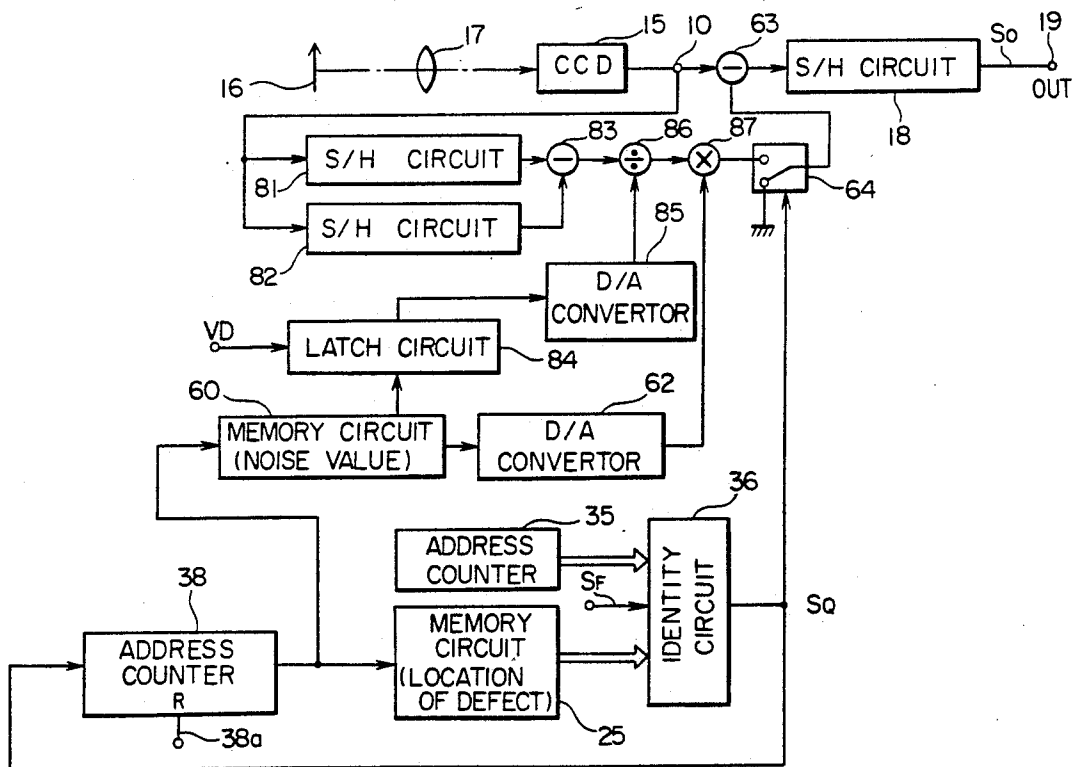 16
17
15
CCD
10
63
−
S/H CIRCUIT
18
So
19
OUT
S/H CIRCUIT
81
83
−
86
÷
87
×
64
S/H CIRCUIT
82
85
D/A
CONVERTOR
VD
LATCH CIRCUIT
84
60
MEMORY CIRCUIT
(NOISE VALUE)
62
D/A
CONVERTOR
35
ADDRESS
COUNTER
36
IDENTITY
CIRCUIT
SF
SQ
38
ADDRESS
COUNTER
R
38a
MEMORY
CIRCUIT
(LOCATION
OF DEFECT)
25